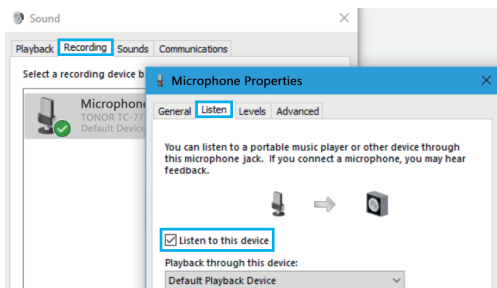 Sound
Playback Recording Sounds Communications
Select a recording device b
Microphone
TONOR TC-77
Default Device
Microphone Properties
General Listen Levels Advanced
You can listen to a portable music player or other device through
this microphone jack. If you connect a microphone, you may hear
feedback.
Listen to this device
Playback through this device:
Default Playback Device